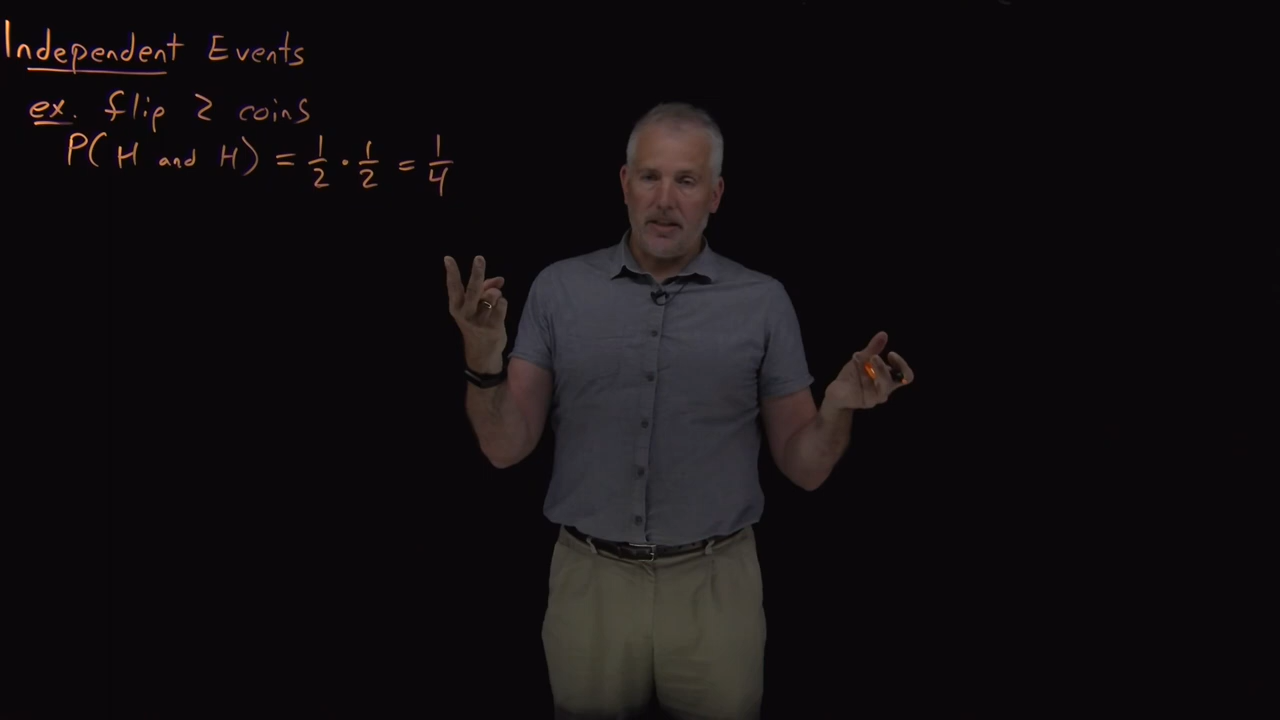 Independent Events
ex. flip 2 coins
P( H and H ) = 1/2 · 1/2 = 1/4